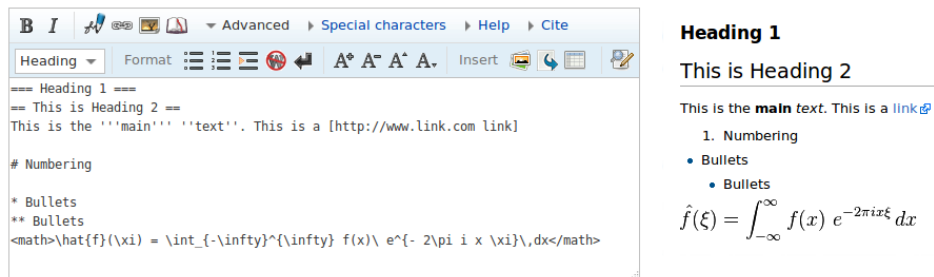 B I Advanced Special characters Help Cite
Heading Format A A A A Insert
=== Heading 1 ===
== This is Heading 2 ==
This is the '''main''' ''text''. This is a [http://www.link.com link]
# Numbering
* Bullets
** Bullets
<math>\hat{f}(\xi) = \int_{-\infty}^{\infty} f(x)\ e^{- 2\pi i x \xi}\,dx</math>
Heading 1
This is Heading 2
This is the main text. This is a link
1. Numbering
• Bullets
• Bullets
f̂(ξ) = ∫_{-∞}^{∞} f(x) e^{−2πixξ} dx